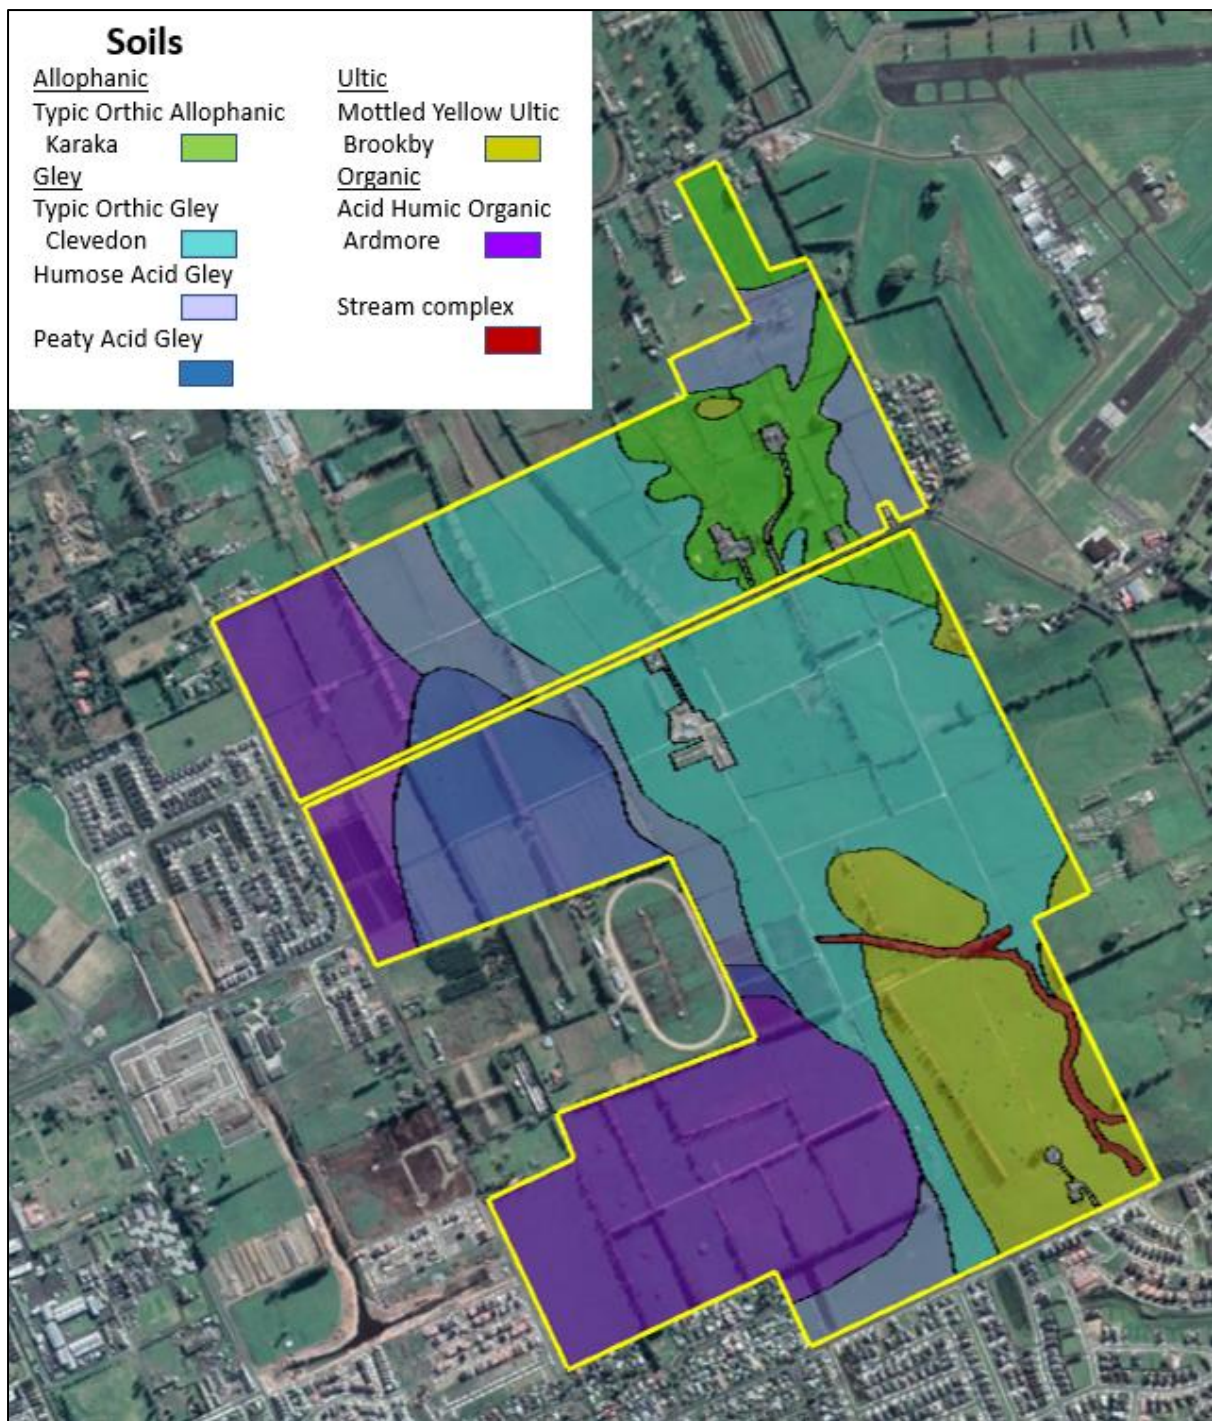 Soils
Allophanic
Typic Orthic Allophanic
Karaka
Gley
Typic Orthic Gley
Clevedon
Humose Acid Gley
Peaty Acid Gley
Ultic
Mottled Yellow Ultic
Brookby
Organic
Acid Humic Organic
Ardmore
Stream complex